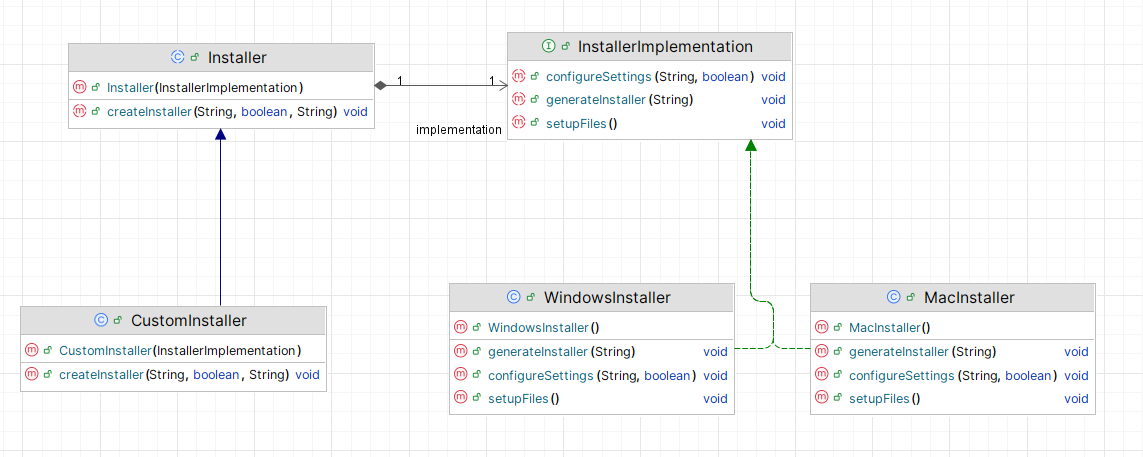 Installer
Installer(InstallerImplementation)
createInstaller(String, boolean, String) void
1
1
implementation
InstallerImplementation
configureSettings(String, boolean) void
generateInstaller(String) void
setupFiles() void
CustomInstaller
CustomInstaller(InstallerImplementation)
createInstaller(String, boolean, String) void
WindowsInstaller
WindowsInstaller()
generateInstaller(String) void
configureSettings(String, boolean) void
setupFiles() void
MacInstaller
MacInstaller()
generateInstaller(String) void
configureSettings(String, boolean) void
setupFiles() void